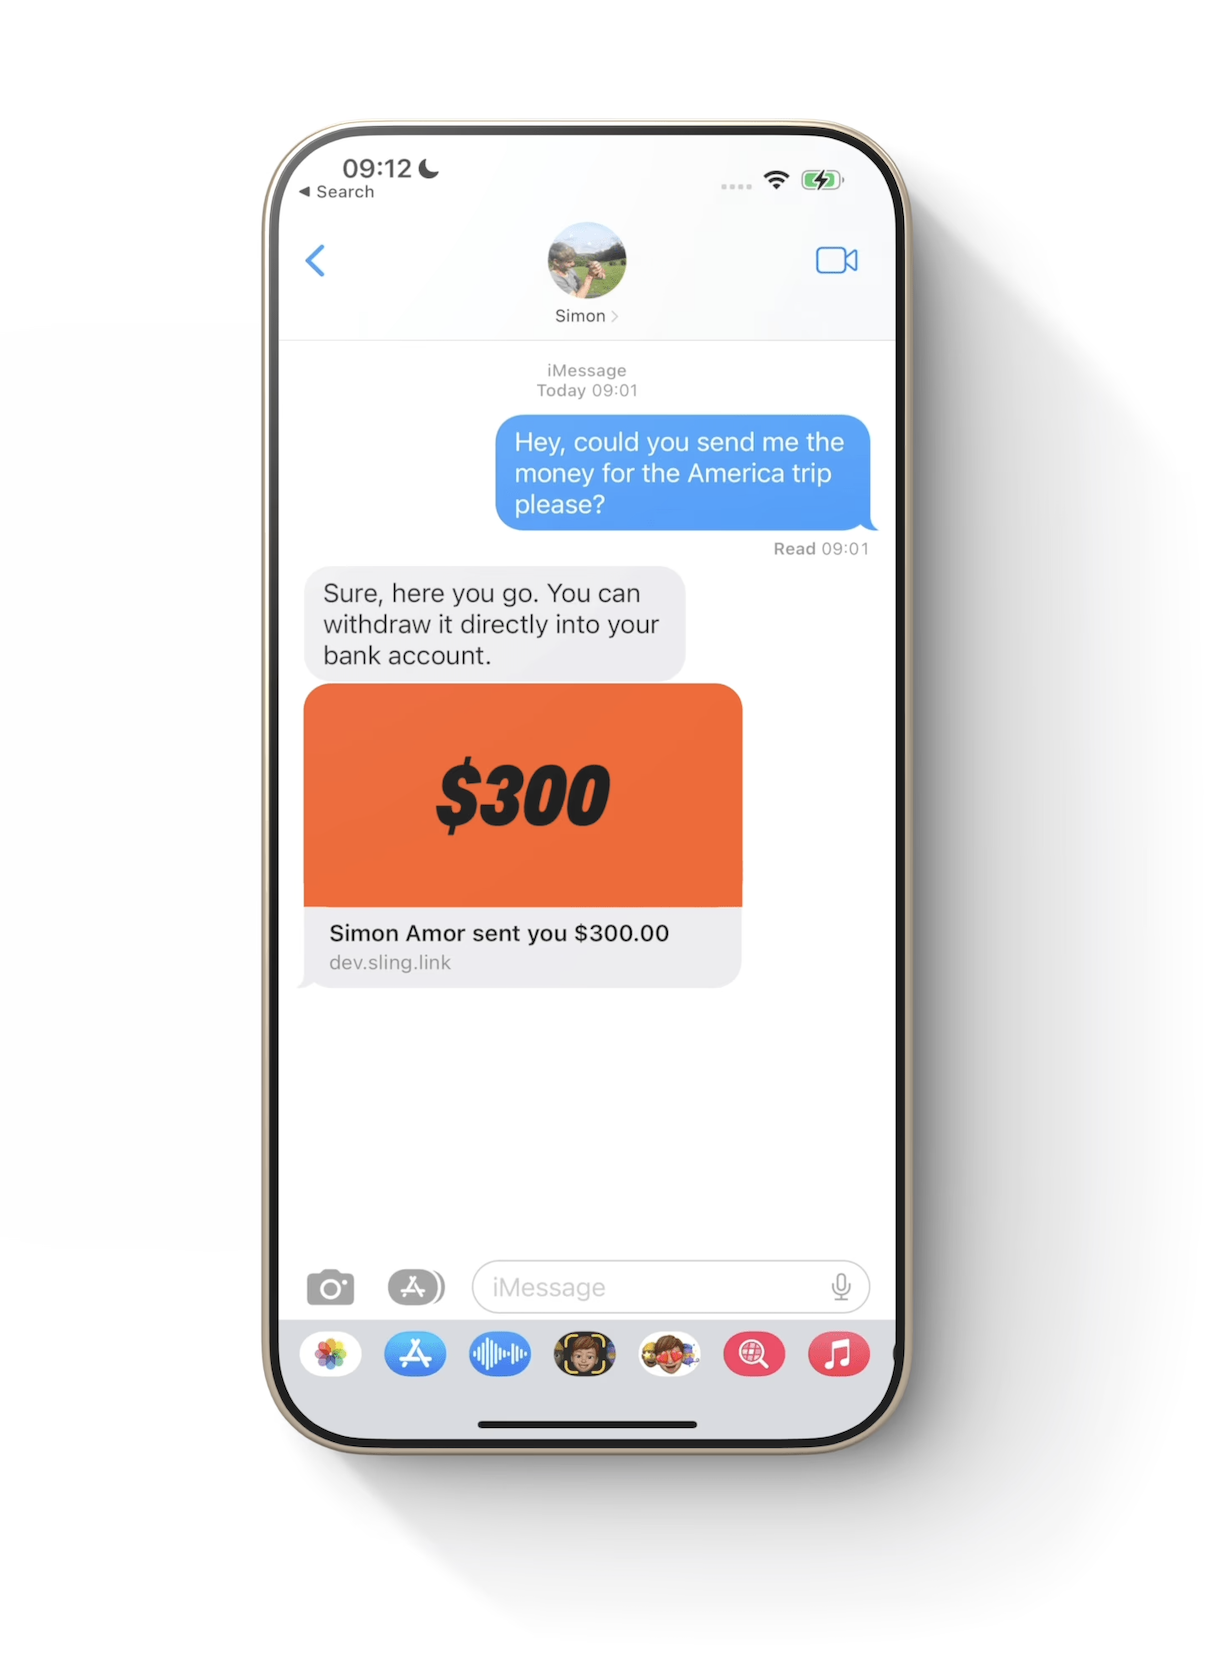 09:12
◀ Search
Simon
iMessage
Today 09:01
Hey, could you send me the
money for the America trip
please?
Read 09:01
Sure, here you go. You can
withdraw it directly into your
bank account.
$300
Simon Amor sent you $300.00
dev.sling.link
iMessage